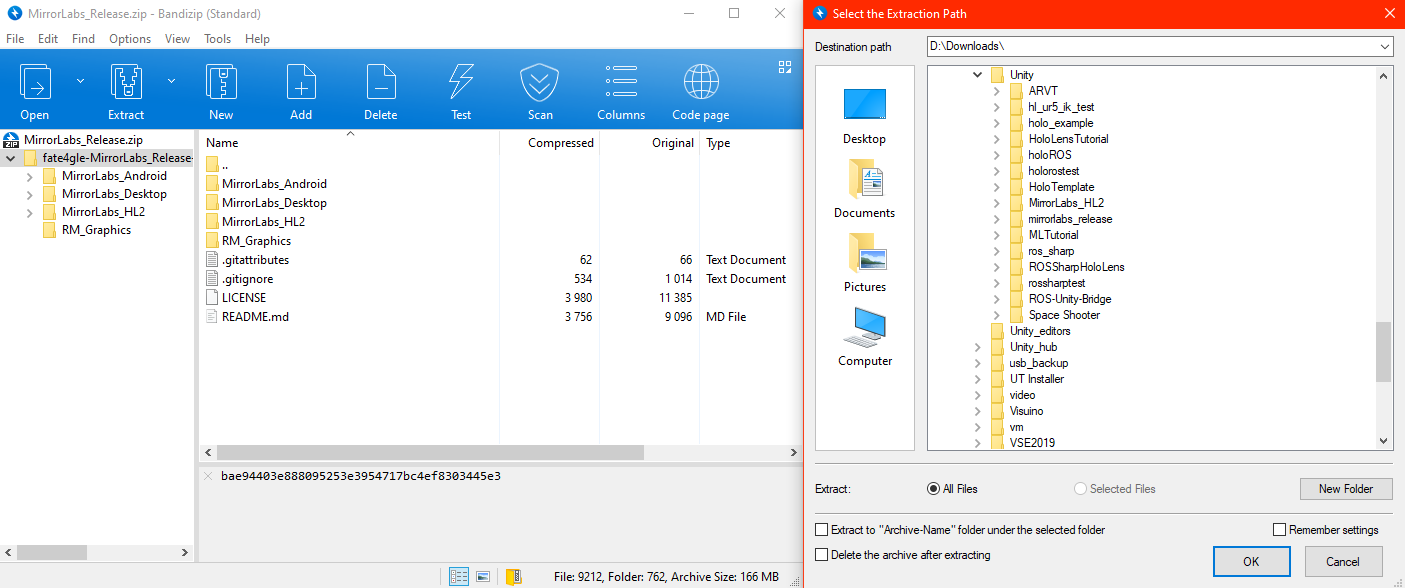 MirrorLabs_Release.zip - Bandizip (Standard)
File Edit Find Options View Tools Help
Open Extract New Add Delete Test Scan Columns Code page
MirrorLabs_Release.zip
fate4gle-MirrorLabs_Release-
MirrorLabs_Android
MirrorLabs_Desktop
MirrorLabs_HL2
RM_Graphics
Name Compressed Original Type
..
MirrorLabs_Android
MirrorLabs_Desktop
MirrorLabs_HL2
RM_Graphics
.gitattributes 62 66 Text Document
.gitignore 534 1 014 Text Document
LICENSE 3 980 11 385
README.md 3 756 9 096 MD File
bae94403e888095253e3954717bc4ef8303445e3
File: 9212, Folder: 762, Archive Size: 166 MB
Select the Extraction Path
Destination path D:\Downloads\
Desktop
Documents
Pictures
Computer
Unity
ARVT
hl_ur5_ik_test
holo_example
HoloLensTutorial
holoROS
holorostest
HoloTemplate
MirrorLabs_HL2
mirrorlabs_release
MLTutorial
ros_sharp
ROSSharpHoloLens
rossharptest
ROS-Unity-Bridge
Space Shooter
Unity_editors
Unity_hub
usb_backup
UT Installer
video
Visuino
vm
VSE2019
Extract: All Files Selected Files New Folder
Extract to "Archive-Name" folder under the selected folder Remember settings
Delete the archive after extracting
OK Cancel